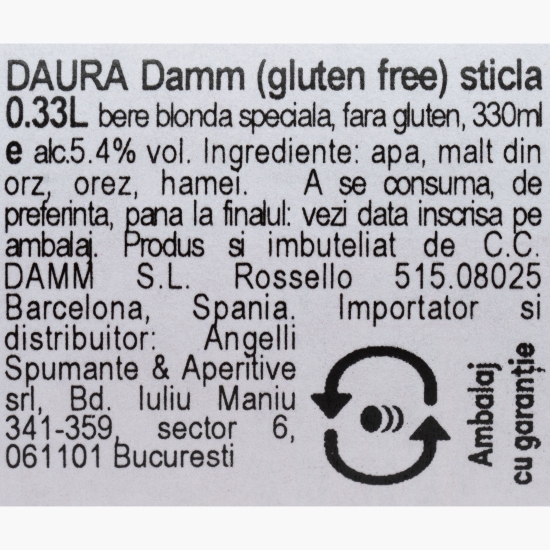 DAURA Damm (gluten free) sticla
0.33L bere blonda speciala, fara gluten, 330ml
e alc.5.4% vol. Ingrediente: apa, malt din
orz, orez, hamei. A se consuma, de
preferinta, pana la finalul: vezi data inscrisa pe
ambalaj. Produs si imbuteliat de C.C.
DAMM S.L. Rossello 515.08025
Barcelona, Spania. Importator si
distribuitor: Angelli
Spumante & Aperitive
srl, Bd. Iuliu Maniu
341-359, sector 6,
061101 Bucuresti
Ambalaj
cu garanție